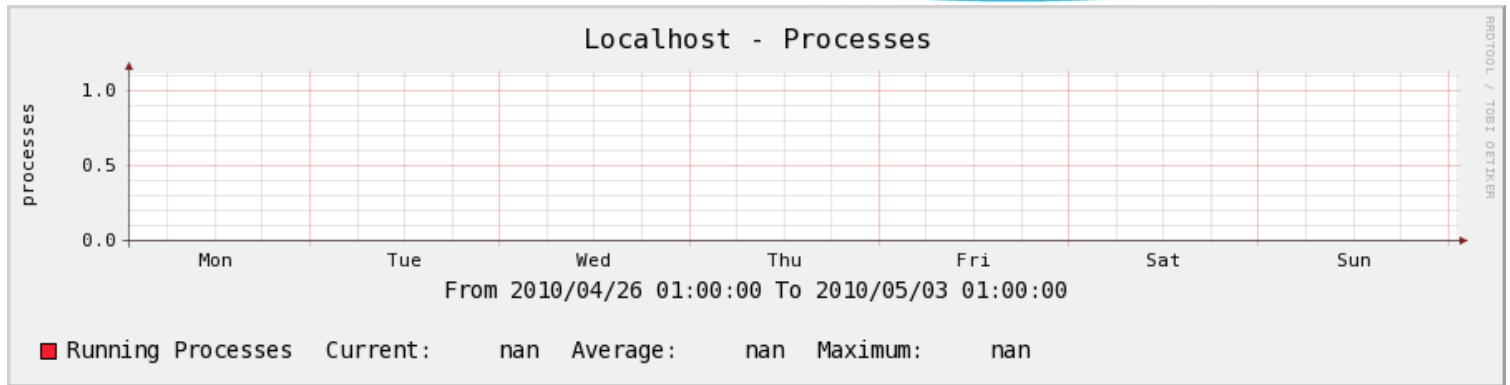 Localhost - Processes
RRDTOOL / TOBI OETIKER
processes
1.0
0.5
0.0
Mon Tue Wed Thu Fri Sat Sun
From 2010/04/26 01:00:00 To 2010/05/03 01:00:00
Running Processes Current: nan Average: nan Maximum: nan